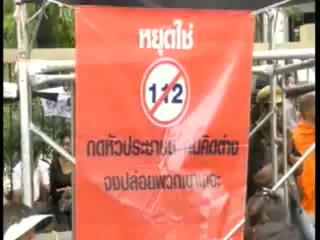 หยุดใช่
112
กดหัวประชาชน คนคิดต่าง
จงปล่อยพวกเขาเถอะ